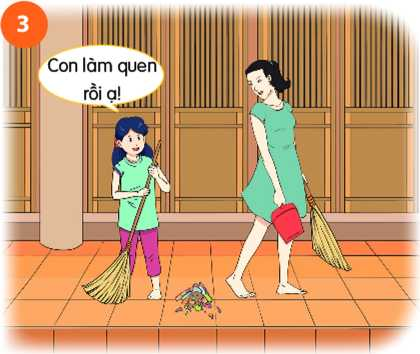 3
Con làm quen
rồi ạ!